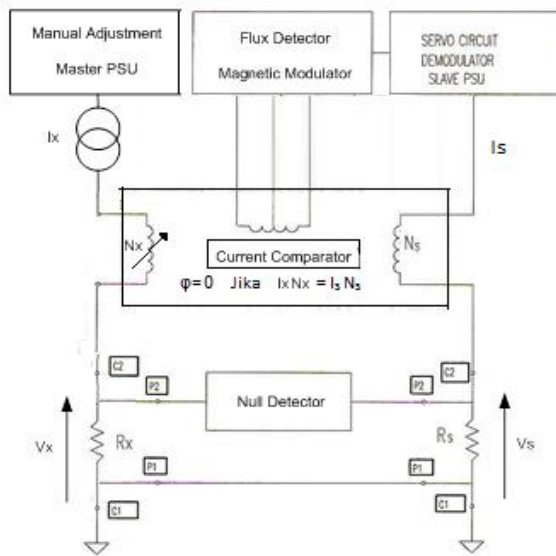 Manual Adjustment
Master PSU
Flux Detector
Magnetic Modulator
SERVO CIRCUIT
DEMODULATOR
SLAVE PSU
Ix
Is
Nx
Ns
Current Comparator
φ=0 Jika IxNx = IsNs
C2
C2
P2
P2
Null Detector
Vx
Rx
Rs
Vs
P1
P1
C1
C1